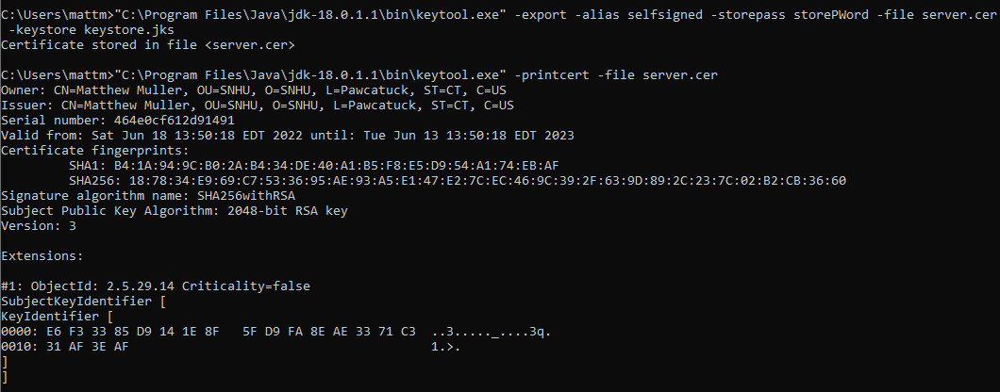 C:\Users\mattm>"C:\Program Files\Java\jdk-18.0.1.1\bin\keytool.exe" -export -alias selfsigned -storepass storePWord -file server.cer
 -keystore keystore.jks
Certificate stored in file <server.cer>

C:\Users\mattm>"C:\Program Files\Java\jdk-18.0.1.1\bin\keytool.exe" -printcert -file server.cer
Owner: CN=Matthew Muller, OU=SNHU, O=SNHU, L=Pawcatuck, ST=CT, C=US
Issuer: CN=Matthew Muller, OU=SNHU, O=SNHU, L=Pawcatuck, ST=CT, C=US
Serial number: 464e0cf612d91491
Valid from: Sat Jun 18 13:50:18 EDT 2022 until: Tue Jun 13 13:50:18 EDT 2023
Certificate fingerprints:
         SHA1: B4:1A:94:9C:B0:2A:B4:34:DE:40:A1:B5:F8:E5:D9:54:A1:74:EB:AF
         SHA256: 18:78:34:E9:69:C7:53:36:95:AE:93:A5:E1:47:E2:7C:EC:46:9C:39:2F:63:9D:89:2C:23:7C:02:B2:CB:36:60
Signature algorithm name: SHA256withRSA
Subject Public Key Algorithm: 2048-bit RSA key
Version: 3

Extensions:

#1: ObjectId: 2.5.29.14 Criticality=false
SubjectKeyIdentifier [
KeyIdentifier [
0000: E6 F3 33 85 D9 14 1E 8F   5F D9 FA 8E AE 33 71 C3  ..3....._....3q.
0010: 31 AF 3E AF                                        1.>.
]
]